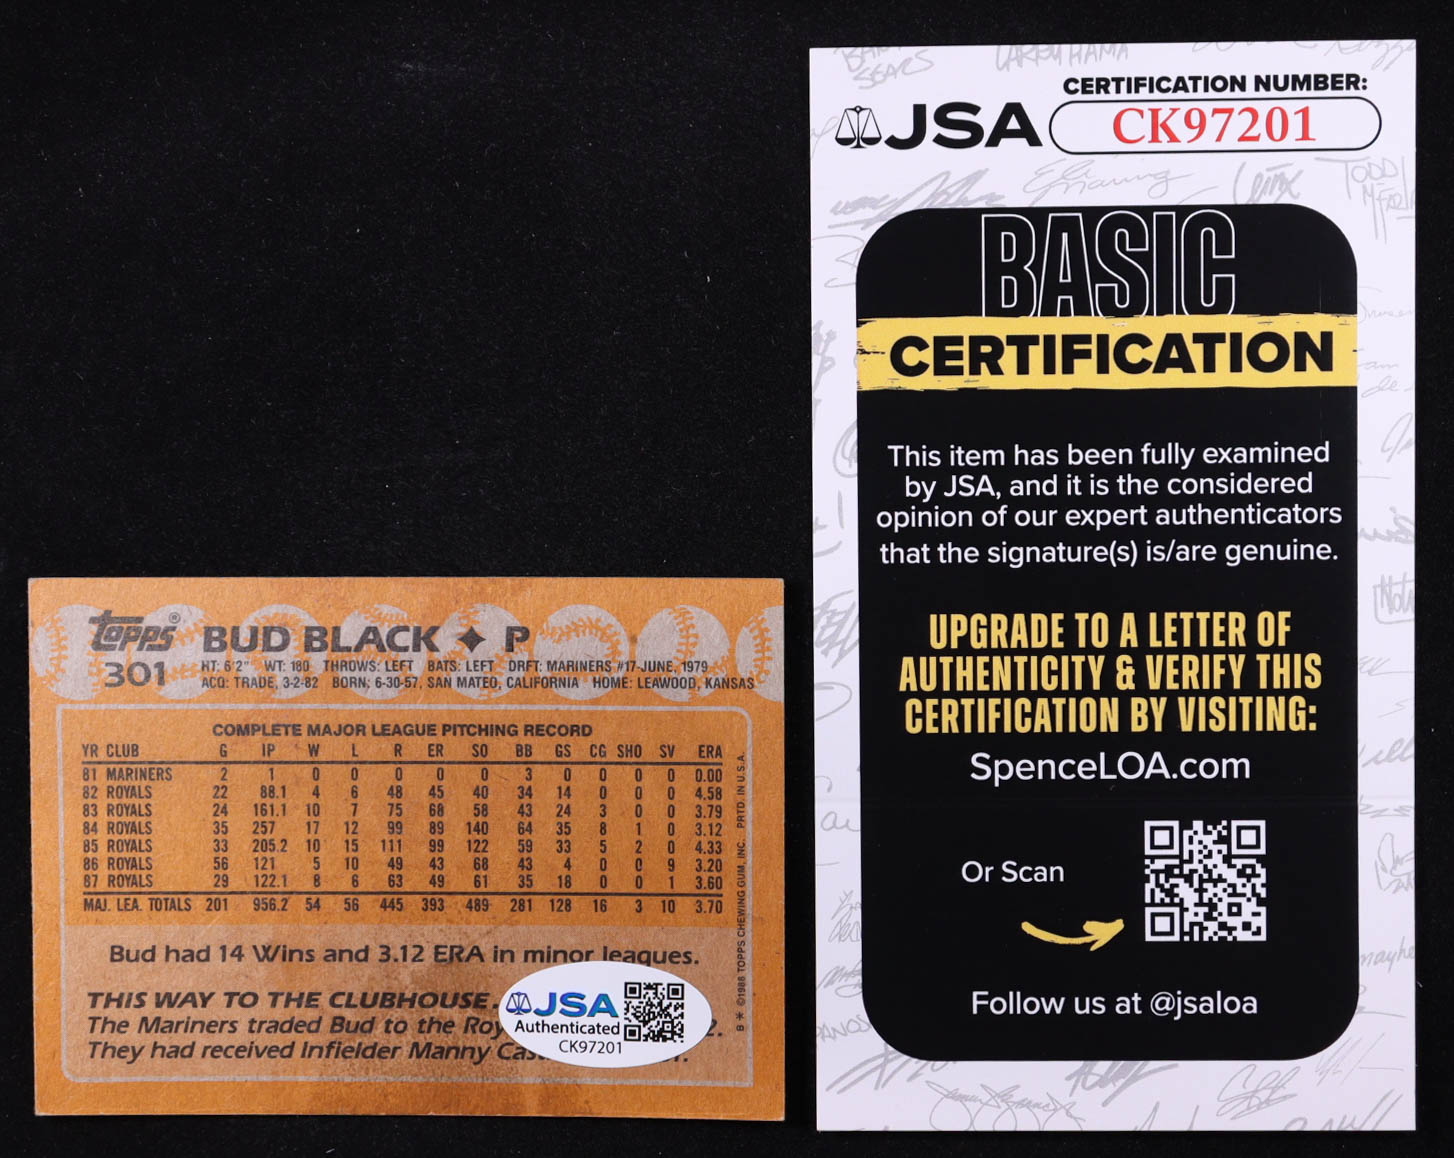 topps® BUD BLACK ✦ P
301
HT: 6'2" WT: 180 THROWS: LEFT BATS: LEFT DRFT: MARINERS #17-JUNE, 1979
ACQ: TRADE, 3-2-82 BORN: 6-30-57, SAN MATEO, CALIFORNIA HOME: LEAWOOD, KANSAS
COMPLETE MAJOR LEAGUE PITCHING RECORD
YR CLUB G IP W L R ER SO BB GS CG SHO SV ERA
81 MARINERS 2 1 0 0 0 0 0 3 0 0 0 0 0.00
82 ROYALS 22 88.1 4 6 48 45 40 34 14 0 0 0 4.58
83 ROYALS 24 161.1 10 7 75 68 58 43 24 3 0 0 3.79
84 ROYALS 35 257 17 12 99 89 140 64 35 8 1 0 3.12
85 ROYALS 33 205.2 10 15 111 99 122 59 33 5 2 0 4.33
86 ROYALS 56 121 5 10 49 43 68 43 4 0 0 9 3.20
87 ROYALS 29 122.1 8 6 63 49 61 35 18 0 0 1 3.60
MAJ. LEA. TOTALS 201 956.2 54 56 445 393 489 281 128 16 3 10 3.70
Bud had 14 Wins and 3.12 ERA in minor leagues.
THIS WAY TO THE CLUBHOUSE.
The Mariners traded Bud to the
They had received Infielder Manny
B * ©1988 TOPPS CHEWING GUM, INC. PRTD. IN U.S.A.
JSA
Authenticated
CK97201
CERTIFICATION NUMBER:
JSA CK97201
BASIC
CERTIFICATION
This item has been fully examined
by JSA, and it is the considered
opinion of our expert authenticators
that the signature(s) is/are genuine.
UPGRADE TO A LETTER OF
AUTHENTICITY & VERIFY THIS
CERTIFICATION BY VISITING:
SpenceLOA.com
Or Scan
Follow us at @jsaloa